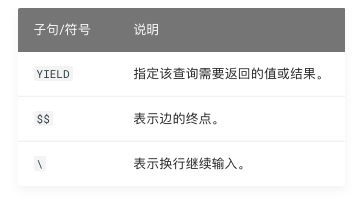 子句/符号 说明
YIELD 指定该查询需要返回的值或结果。
$$ 表示边的终点。
\ 表示换行继续输入。